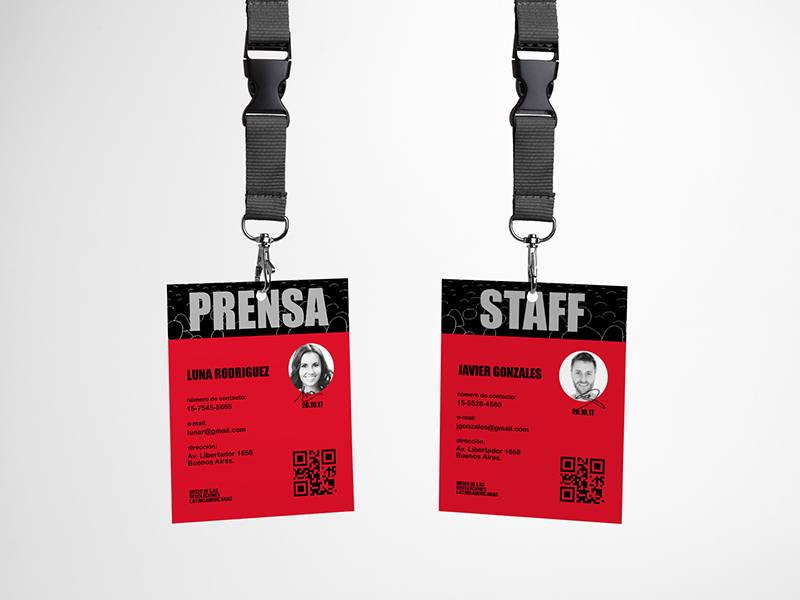 PRENSA
LUNA RODRIGUEZ
número de contacto:
15-7545-5665
e-mail:
lunar@gmail.com
dirección:
Av. Libertador 1658
Buenos Aires.
26.10.17
MUSEO DE LAS
REVOLUCIONES
LATINOAMERICANAS
STAFF
JAVIER GONZALES
número de contacto:
15-5526-4560
e-mail:
jgonzales@gmail.com
dirección:
Av. Libertador 1658
Buenos Aires.
26.10.17
MUSEO DE LAS
REVOLUCIONES
LATINOAMERICANAS